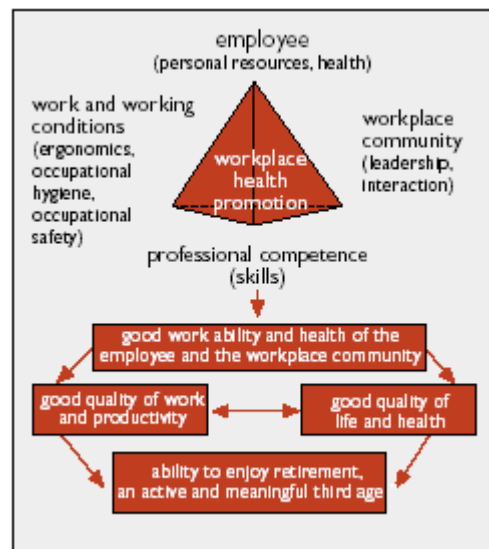 employee
(personal resources, health)
work and working
conditions
(ergonomics,
occupational
hygiene,
occupational
safety)
workplace
community
(leadership,
interaction)
workplace
health
promotion
professional competence
(skills)
good work ability and health of the
employee and the workplace community
good quality of work
and productivity
good quality of
life and health
ability to enjoy retirement,
an active and meaningful third age